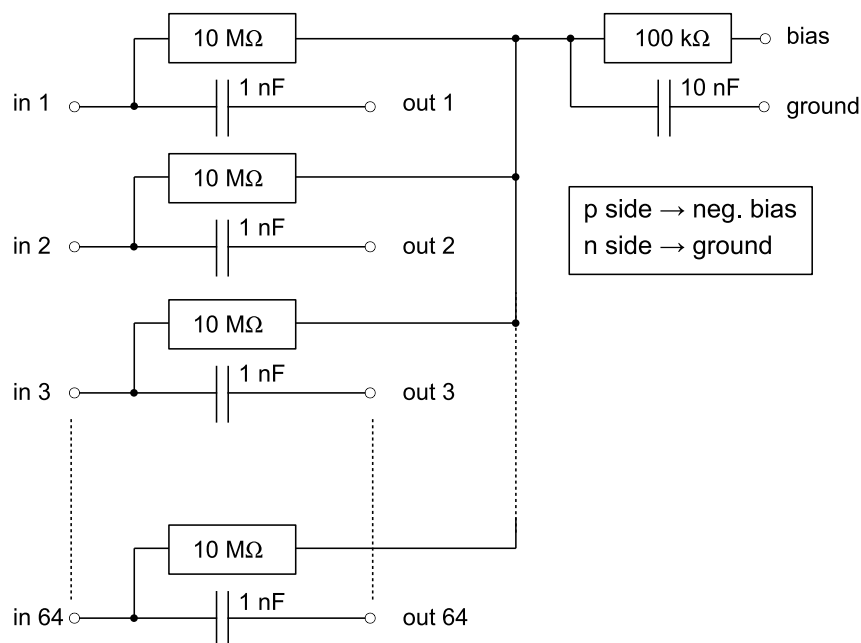 10 MΩ
100 kΩ
bias
in 1
1 nF
out 1
10 nF
ground
10 MΩ
in 2
1 nF
out 2
p side → neg. bias
n side → ground
10 MΩ
in 3
1 nF
out 3
10 MΩ
in 64
1 nF
out 64